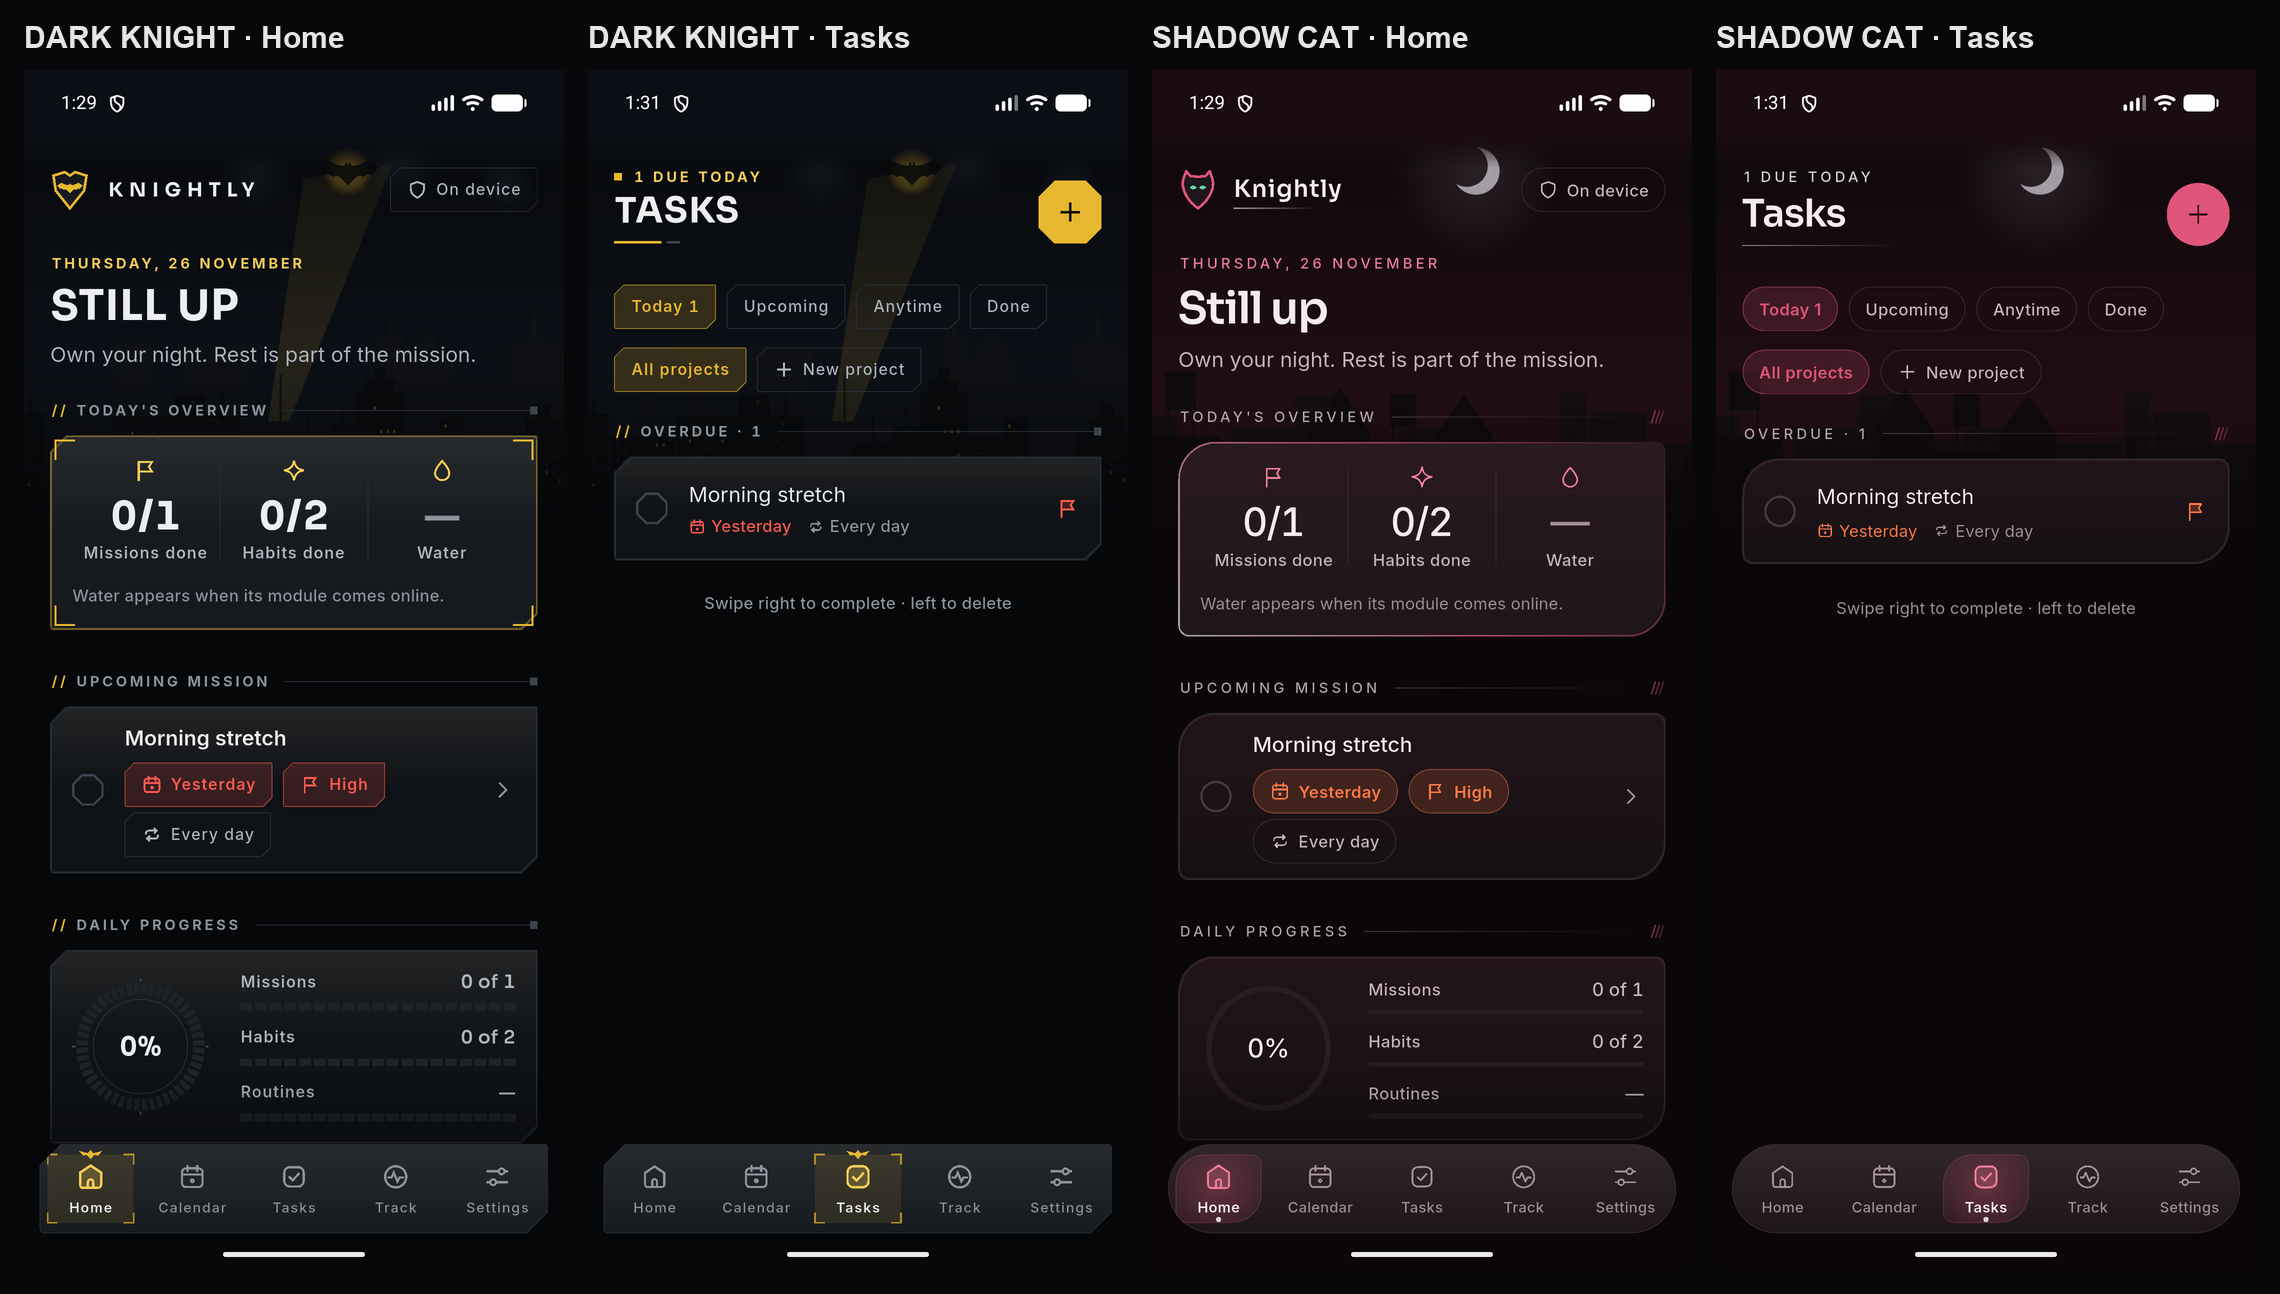 DARK KNIGHT · Home
1:29
KNIGHTLY
On device
THURSDAY, 26 NOVEMBER
STILL UP
Own your night. Rest is part of the mission.
// TODAY'S OVERVIEW
0/1
0/2
—
Missions done
Habits done
Water
Water appears when its module comes online.
// UPCOMING MISSION
Morning stretch
Yesterday
High
Every day
// DAILY PROGRESS
0%
Missions
0 of 1
Habits
0 of 2
Routines
—
Home
Calendar
Tasks
Track
Settings
DARK KNIGHT · Tasks
1:31
1 DUE TODAY
TASKS
Today 1
Upcoming
Anytime
Done
All projects
+ New project
// OVERDUE · 1
Morning stretch
Yesterday
Every day
Swipe right to complete · left to delete
Home
Calendar
Tasks
Track
Settings
SHADOW CAT · Home
1:29
Knightly
On device
THURSDAY, 26 NOVEMBER
Still up
Own your night. Rest is part of the mission.
TODAY'S OVERVIEW
0/1
0/2
—
Missions done
Habits done
Water
Water appears when its module comes online.
UPCOMING MISSION
Morning stretch
Yesterday
High
Every day
DAILY PROGRESS
0%
Missions
0 of 1
Habits
0 of 2
Routines
—
Home
Calendar
Tasks
Track
Settings
SHADOW CAT · Tasks
1:31
1 DUE TODAY
Tasks
Today 1
Upcoming
Anytime
Done
All projects
+ New project
OVERDUE · 1
Morning stretch
Yesterday
Every day
Swipe right to complete · left to delete
Home
Calendar
Tasks
Track
Settings